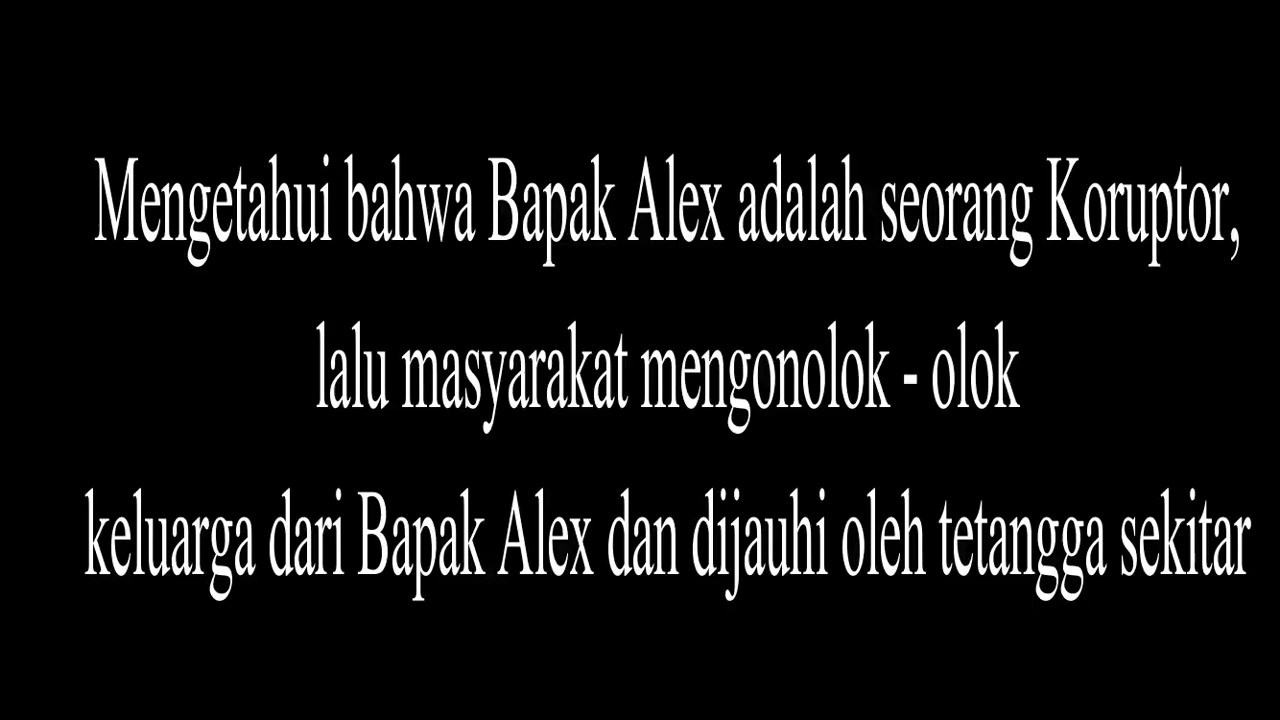 Mengetahui bahwa Bapak Alex adalah seorang Koruptor,
lalu masyarakat mengonolok - olok
keluarga dari Bapak Alex dan dijauhi oleh tetangga sekitar